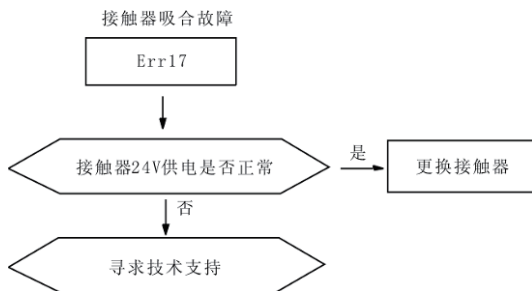 接触器吸合故障
Err17
接触器24V供电是否正常
是
更换接触器
否
寻求技术支持